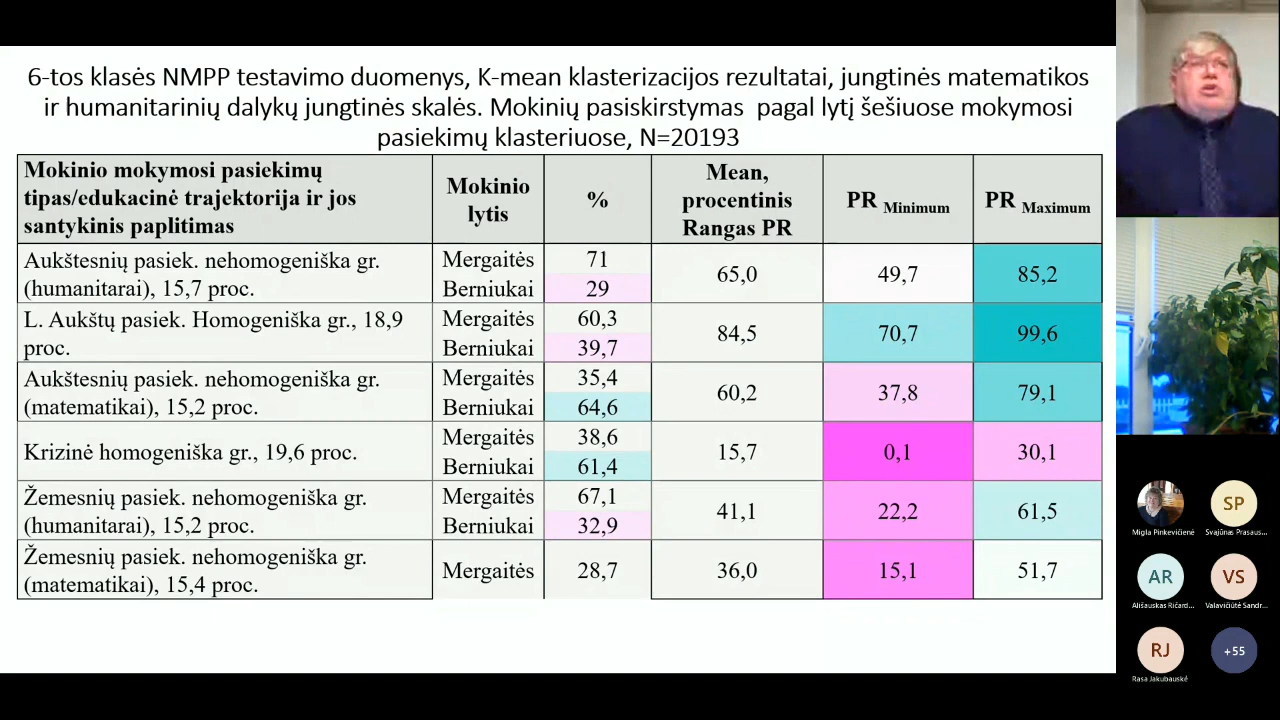 6-tos klasės NMPP testavimo duomenys, K-mean klasterizacijos rezultatai, jungtinės matematikos
ir humanitarinių dalykų jungtinės skalės. Mokinių pasiskirstymas pagal lytį šešiuose mokymosi
pasiekimų klasteriuose, N=20193
Mokinio mokymosi pasiekimų
tipas/edukacinė trajektorija ir jos
santykinis paplitimas
Mokinio
lytis
%
Mean,
procentinis
Rangas PR
PR Minimum
PR Maximum
Aukštesnių pasiek. nehomogeniška gr.
(humanitarai), 15,7 proc.
Mergaitės
Berniukai
71
29
65,0
49,7
85,2
L. Aukštų pasiek. Homogeniška gr., 18,9
proc.
Mergaitės
Berniukai
60,3
39,7
84,5
70,7
99,6
Aukštesnių pasiek. nehomogeniška gr.
(matematikai), 15,2 proc.
Mergaitės
Berniukai
35,4
64,6
60,2
37,8
79,1
Krizinė homogeniška gr., 19,6 proc.
Mergaitės
Berniukai
38,6
61,4
15,7
0,1
30,1
Žemesnių pasiek. nehomogeniška gr.
(humanitarai), 15,2 proc.
Mergaitės
Berniukai
67,1
32,9
41,1
22,2
61,5
Žemesnių pasiek. nehomogeniška gr.
(matematikai), 15,4 proc.
Mergaitės
28,7
36,0
15,1
51,7
Migla Pinkevičienė
SP
Svajūnas Prasaus...
AR
Ališauskas Ričard...
VS
Valavičiūtė Sandr...
RJ
Rasa Jakubauskė
+55